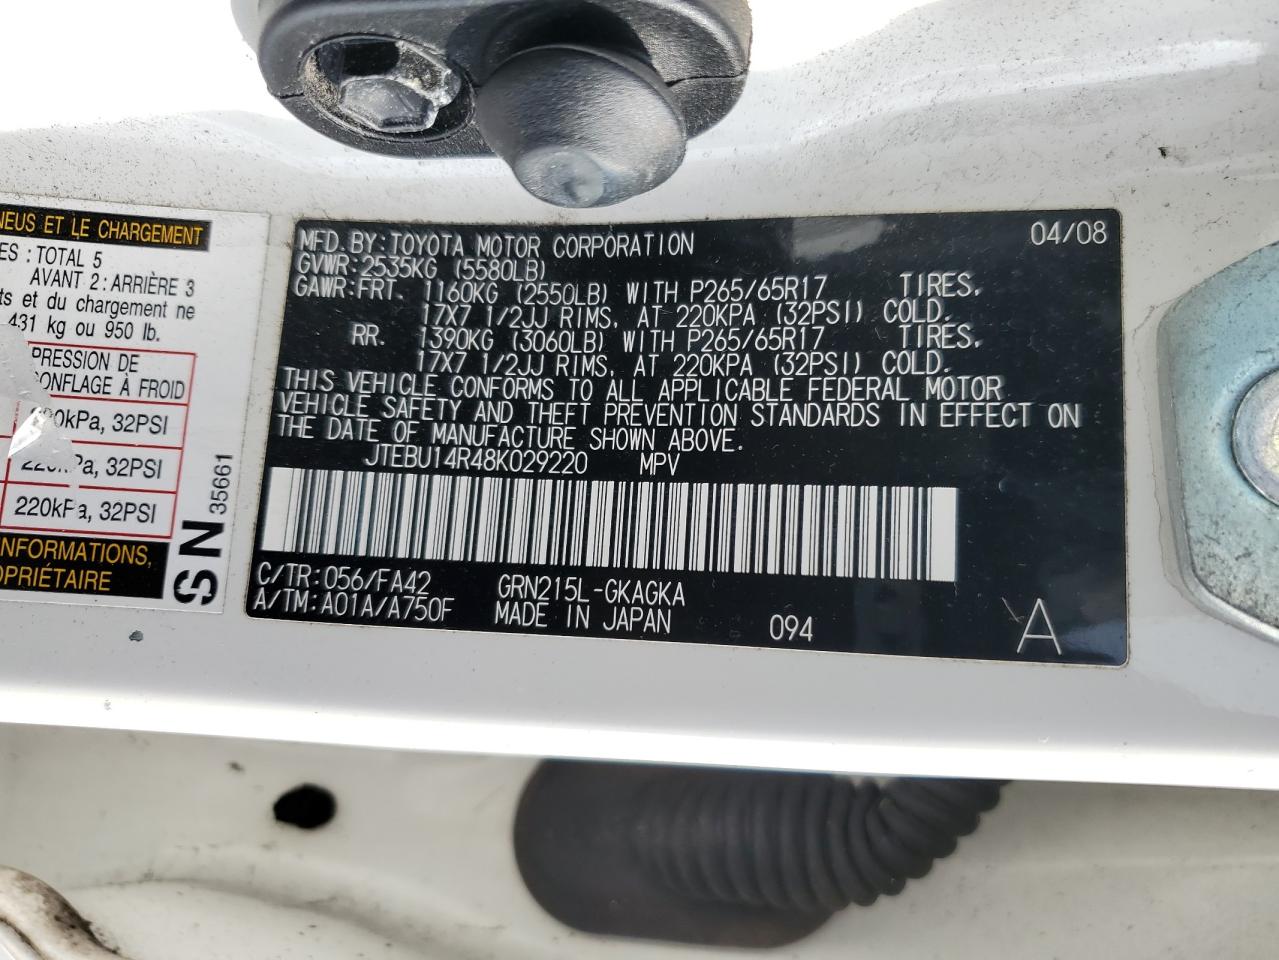 NEUS ET LE CHARGEMENT
ES : TOTAL 5
AVANT 2 : ARRIÈRE 3
ts et du chargement ne
431 kg ou 950 lb.
PRESSION DE
GONFLAGE À FROID
kPa, 32PSI
32PSI
220kPa, 32PSI
INFORMATIONS,
OPRIÉTAIRE
SN 35661
MFD.BY:TOYOTA MOTOR CORPORATION 04/08
GVWR:2535KG (5580LB)
GAWR:FRT. 1160KG (2550LB) WITH P265/65R17 TIRES,
17X7 1/2JJ RIMS, AT 220KPA (32PSI) COLD.
RR. 1390KG (3060LB) WITH P265/65R17 TIRES,
17X7 1/2JJ RIMS, AT 220KPA (32PSI) COLD.
THIS VEHICLE CONFORMS TO ALL APPLICABLE FEDERAL MOTOR
VEHICLE SAFETY AND THEFT PREVENTION STANDARDS IN EFFECT ON
THE DATE OF MANUFACTURE SHOWN ABOVE.
JTEBU14R48K029220 MPV
C/TR:056/FA42 GRN215L-GKAGKA
A/TM:A01A/A750F MADE IN JAPAN 094 A